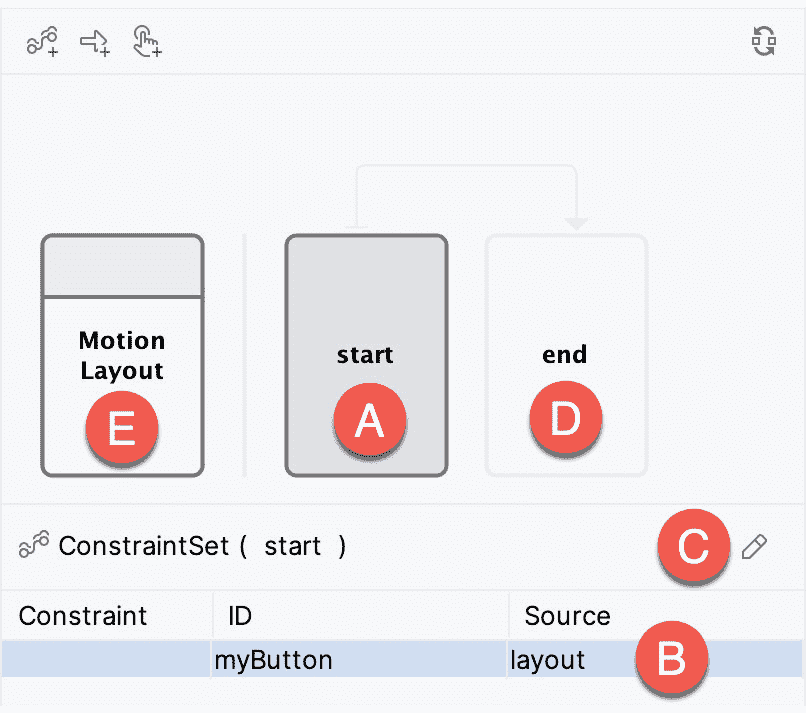 Motion
Layout
start
end
E
A
D
ConstraintSet ( start )
C
Constraint ID Source
myButton layout
B